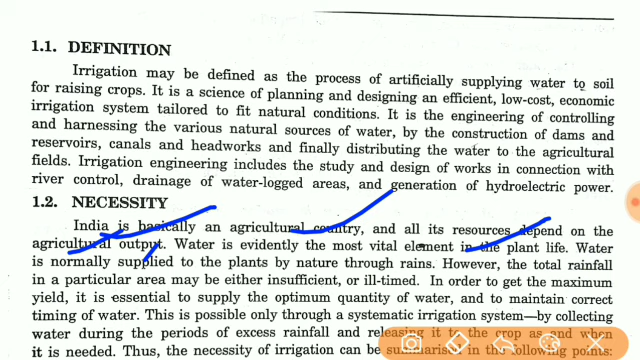 1.1. DEFINITION
Irrigation may be defined as the process of artificially supplying water to soil
for raising crops. It is a science of planning and designing an efficient, low-cost, economic
irrigation system tailored to fit natural conditions. It is the engineering of controlling
and harnessing the various natural sources of water, by the construction of dams and
reservoirs, canals and headworks and finally distributing the water to the agricultural
fields. Irrigation engineering includes the study and design of works in connection with
river control, drainage of water-logged areas, and generation of hydroelectric power.
1.2. NECESSITY
India is basically an agricultural country, and all its resources depend on the
agricultural output. Water is evidently the most vital element in the plant life. Water
is normally supplied to the plants by nature through rains. However, the total rainfall
in a particular area may be either insufficient, or ill-timed. In order to get the maximum
yield, it is essential to supply the optimum quantity of water, and to maintain correct
timing of water. This is possible only through a systematic irrigation system—by collecting
water during the periods of excess rainfall and releasing it to the crop as and when
it is needed. Thus, the necessity of irrigation can be summarised in the following points: